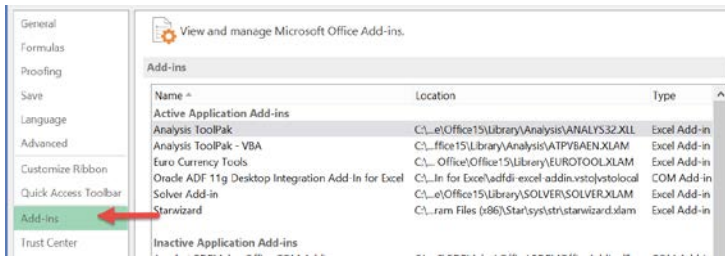 General
Formulas
Proofing
Save
Language
Advanced
Customize Ribbon
Quick Access Toolbar
Add-Ins
Trust Center
View and manage Microsoft Office Add-ins.
Add-ins
Name Location Type
Active Application Add-ins
Analysis ToolPak C:\...e\Office15\Library\Analysis\ANALYS32.XLL Excel Add-in
Analysis ToolPak - VBA C:\...ffice15\Library\Analysis\ATPVBAEN.XLAM Excel Add-in
Euro Currency Tools C:\... Office\Office15\Library\EUROTOOL.XLAM Excel Add-in
Oracle ADF 11g Desktop Integration Add-In for Excel C:\...In for Excel\adfdi-excel-addin.vsto|vstolocal COM Add-in
Solver Add-in C:\...e\Office15\Library\SOLVER\SOLVER.XLAM Excel Add-in
Starwizard C:\...ram Files (x86)\Star\sys\str\starwizard.xlam Excel Add-in
Inactive Application Add-ins